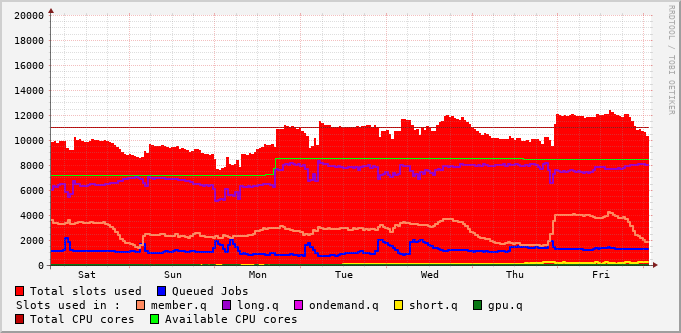 20000
18000
16000
14000
12000
10000
8000
6000
4000
2000
0
Sat Sun Mon Tue Wed Thu Fri
RRDTOOL / TOBI OETIKER
Total slots used Queued Jobs
Slots used in : member.q long.q ondemand.q short.q gpu.q
Total CPU cores Available CPU cores